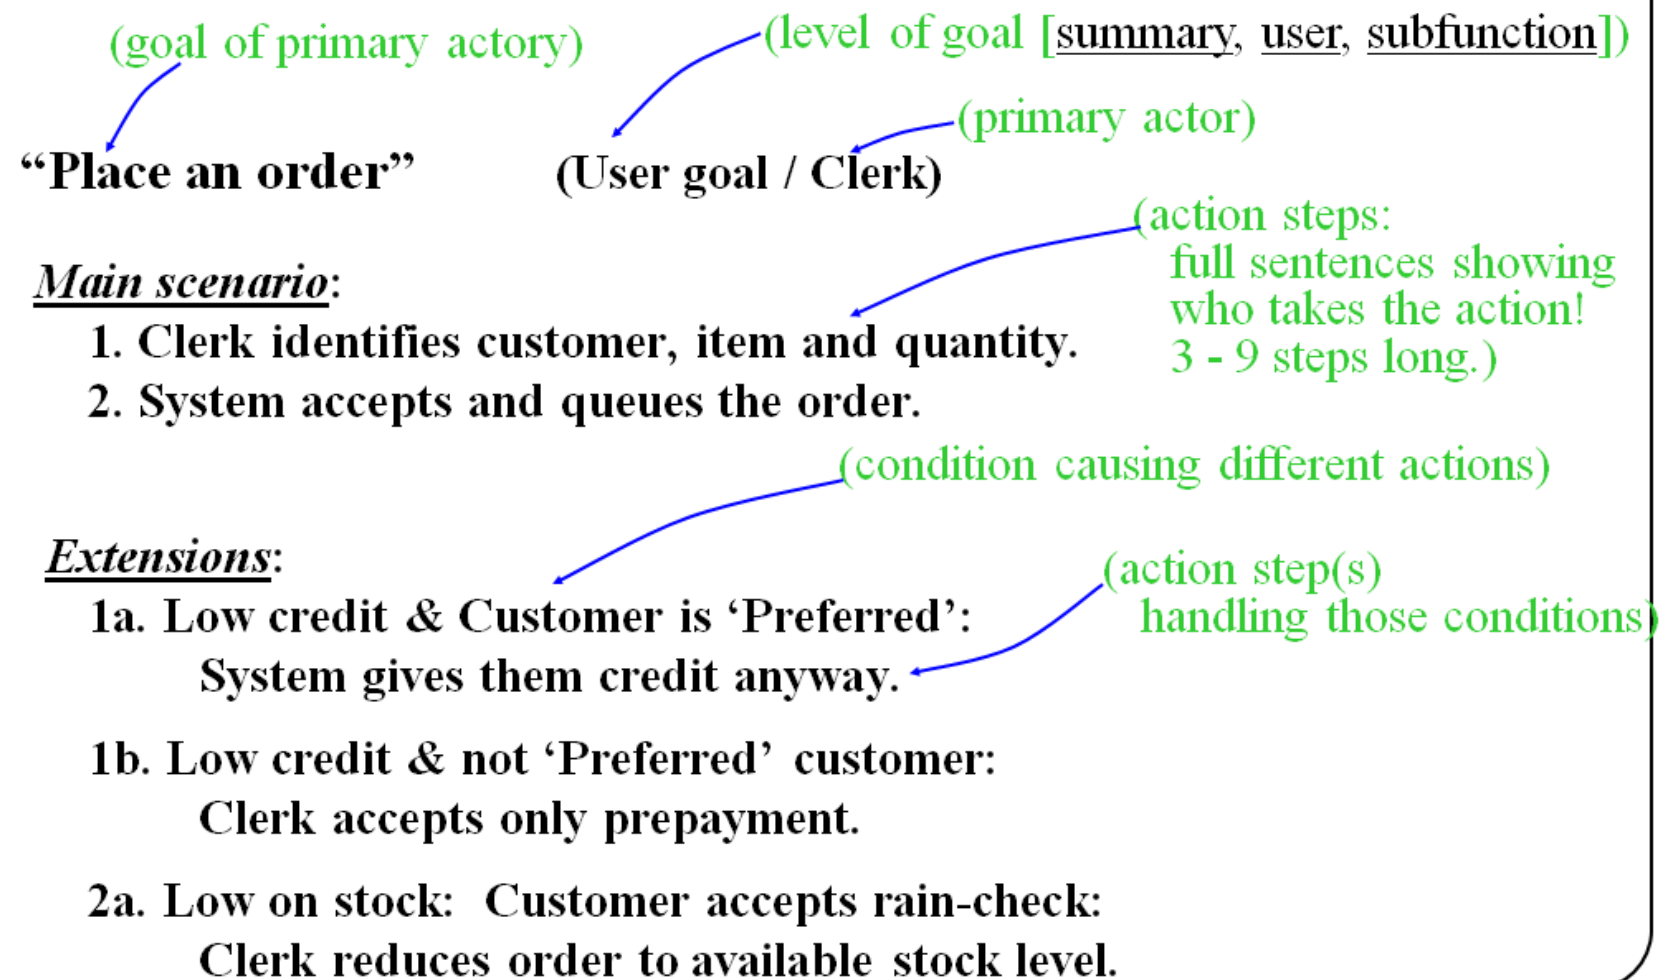 (goal of primary actory)
(level of goal [summary, user, subfunction])
(primary actor)
“Place an order”
(User goal / Clerk)
(action steps:
full sentences showing
who takes the action!
3 - 9 steps long.)
Main scenario:
1. Clerk identifies customer, item and quantity.
2. System accepts and queues the order.
(condition causing different actions)
Extensions:
(action step(s)
handling those conditions)
1a. Low credit & Customer is ‘Preferred’:
System gives them credit anyway.
1b. Low credit & not ‘Preferred’ customer:
Clerk accepts only prepayment.
2a. Low on stock: Customer accepts rain-check:
Clerk reduces order to available stock level.